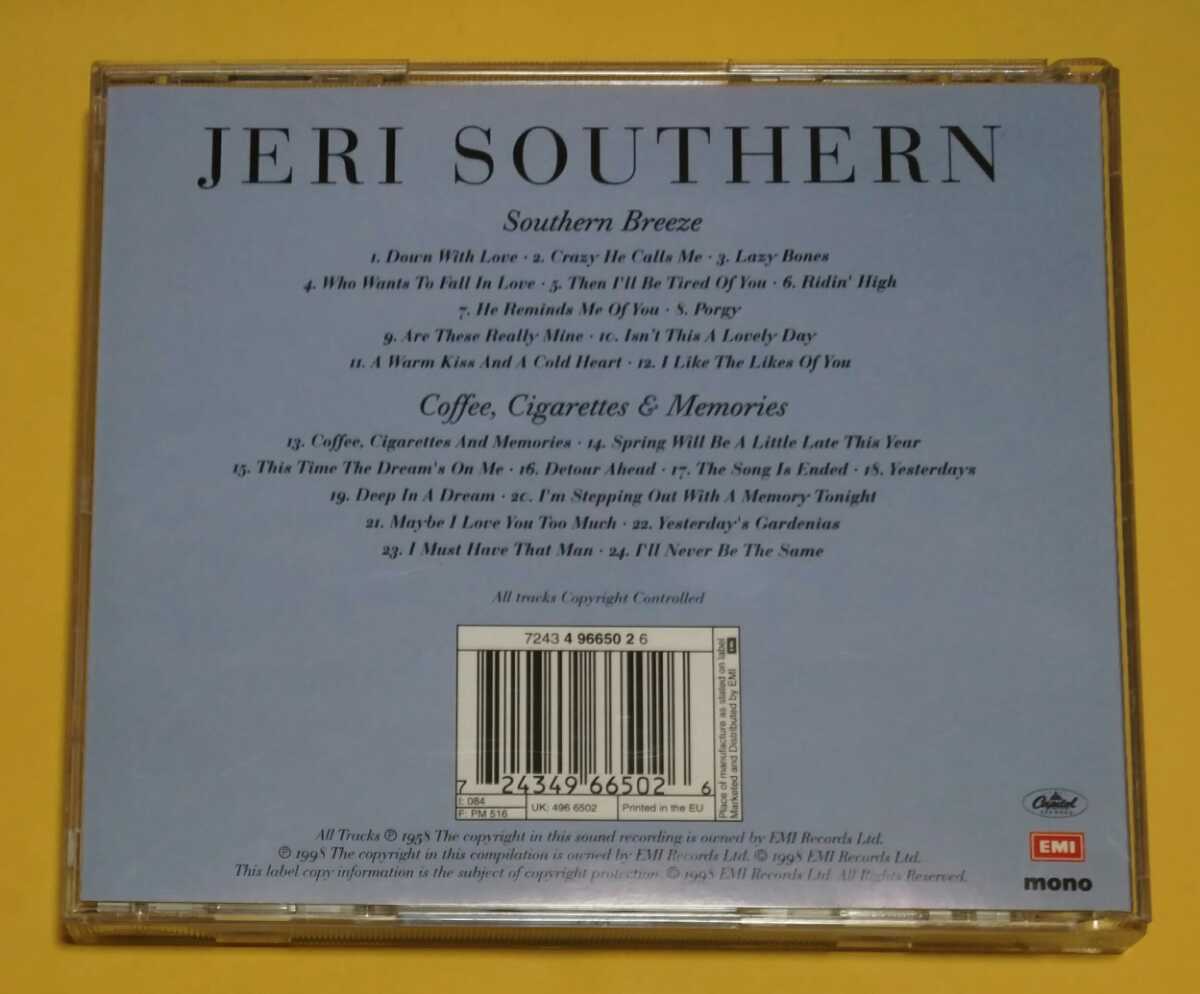 JERI SOUTHERN
Southern Breeze
1. Down With Love · 2. Crazy He Calls Me · 3. Lazy Bones
4. Who Wants To Fall In Love · 5. Then I'll Be Tired Of You · 6. Ridin' High
7. He Reminds Me Of You · 8. Porgy
9. Are These Really Mine · 10. Isn't This A Lovely Day
11. A Warm Kiss And A Cold Heart · 12. I Like The Likes Of You
Coffee, Cigarettes & Memories
13. Coffee, Cigarettes And Memories · 14. Spring Will Be A Little Late This Year
15. This Time The Dream's On Me · 16. Detour Ahead · 17. The Song Is Ended · 18. Yesterdays
19. Deep In A Dream · 20. I'm Stepping Out With A Memory Tonight
21. Maybe I Love You Too Much · 22. Yesterday's Gardenias
23. I Must Have That Man · 24. I'll Never Be The Same
All tracks Copyright Controlled
7243 4 96650 2 6
Place of manufacture as stated on label
Marketed and Distributed by EMI
7 24349 66502 6
I: 084
F: PM 516
UK: 496 6502
Printed in the EU
Capitol
RECORDS
EMI
mono
All Tracks ℗ 1958 The copyright in this sound recording is owned by EMI Records Ltd.
℗ 1998 The copyright in this compilation is owned by EMI Records Ltd. © 1998 EMI Records Ltd.
This label copy information is the subject of copyright protection. © 1998 EMI Records Ltd. All Rights Reserved.